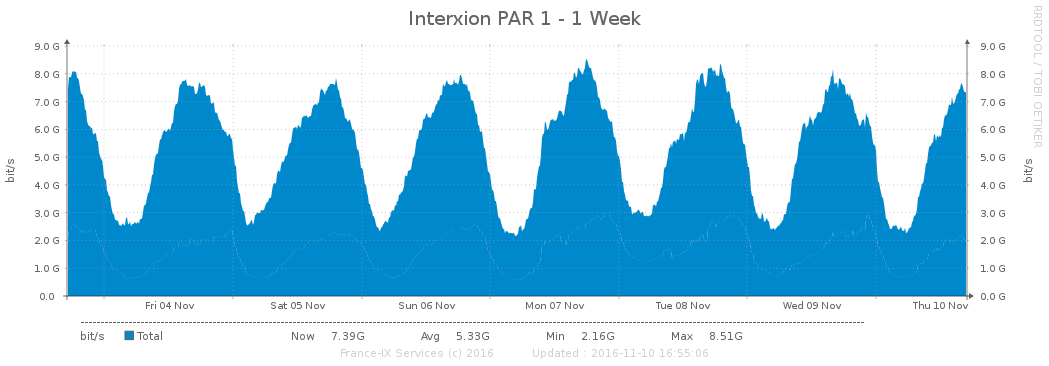 Interxion PAR 1 - 1 Week
RRDTOOL / TOBI OETIKER
9.0 G 9.0 G
8.0 G 8.0 G
7.0 G 7.0 G
6.0 G 6.0 G
5.0 G 5.0 G
4.0 G 4.0 G
3.0 G 3.0 G
2.0 G 2.0 G
1.0 G 1.0 G
0.0 0.0 G
bit/s
bit/s
Fri 04 Nov Sat 05 Nov Sun 06 Nov Mon 07 Nov Tue 08 Nov Wed 09 Nov Thu 10 Nov
bit/s Total Now 7.39G Avg 5.33G Min 2.16G Max 8.51G
France-IX Services (c) 2016 Updated : 2016-11-10 16:55:06